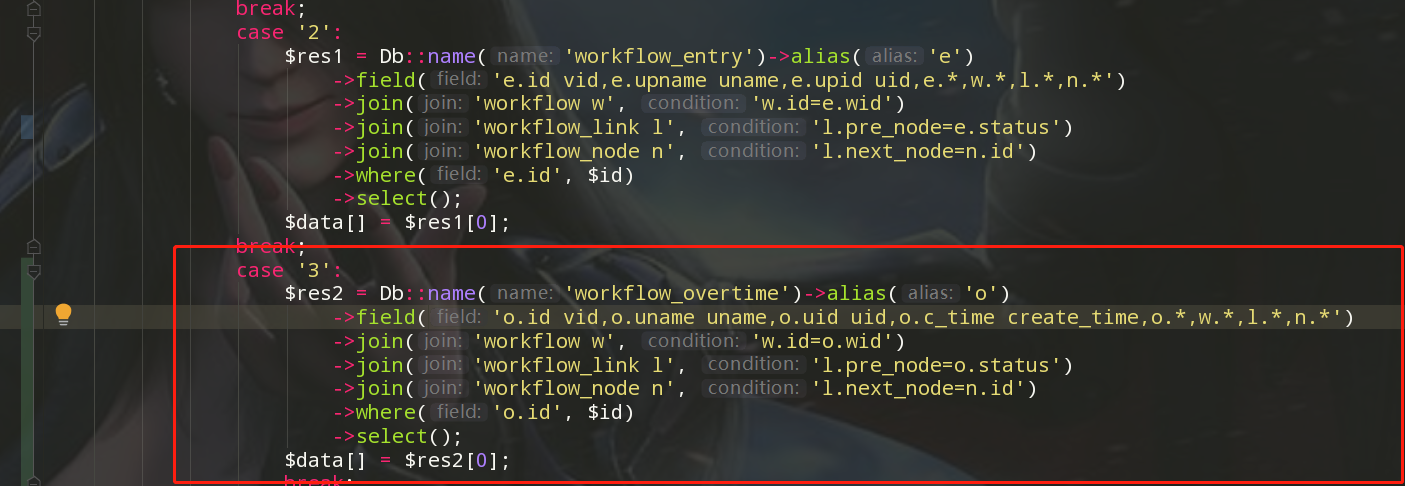 break;
case '2':
$res1 = Db::name( name: 'workflow_entry')->alias( alias: 'e')
->field( field: 'e.id vid,e.upname uname,e.upid uid,e.*,w.*,l.*,n.*')
->join( join: 'workflow w', condition: 'w.id=e.wid')
->join( join: 'workflow_link l', condition: 'l.pre_node=e.status')
->join( join: 'workflow_node n', condition: 'l.next_node=n.id')
->where( field: 'e.id', $id)
->select();
$data[] = $res1[0];
break;
case '3':
$res2 = Db::name( name: 'workflow_overtime')->alias( alias: 'o')
->field( field: 'o.id vid,o.uname uname,o.uid uid,o.c_time create_time,o.*,w.*,l.*,n.*')
->join( join: 'workflow w', condition: 'w.id=o.wid')
->join( join: 'workflow_link l', condition: 'l.pre_node=o.status')
->join( join: 'workflow_node n', condition: 'l.next_node=n.id')
->where( field: 'o.id', $id)
->select();
$data[] = $res2[0];
break;